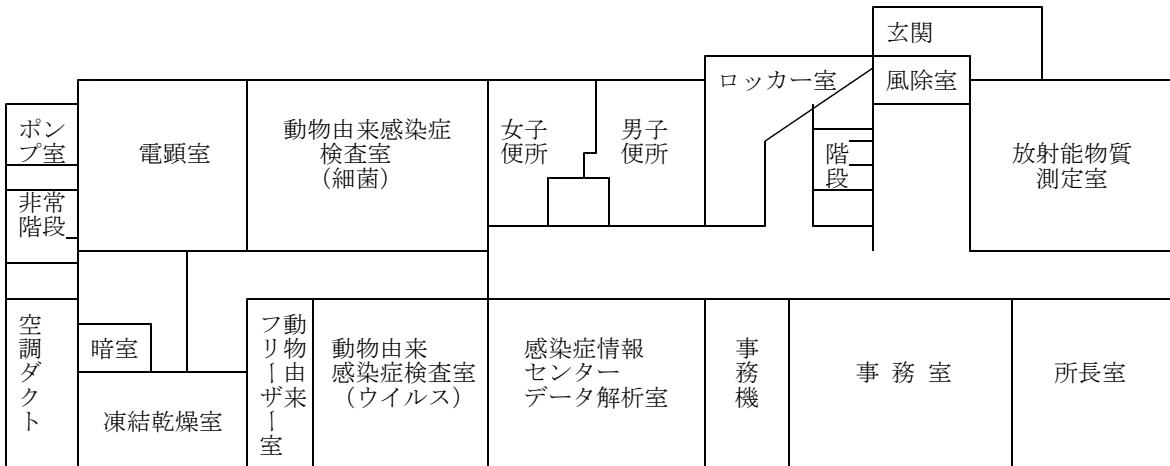 玄関
ロッカー室
風除室
ポン
プ室
電顕室
動物由来感染症
検査室
（細菌）
女子
便所
男子
便所
階
段
放射能物質
測定室
非常
階段
空調ダクト
暗室
凍結乾燥室
動物由来
フリーザー室
動物由来
感染症検査室
（ウイルス）
感染症情報
センター
データ解析室
事務機
事 務 室
所長室